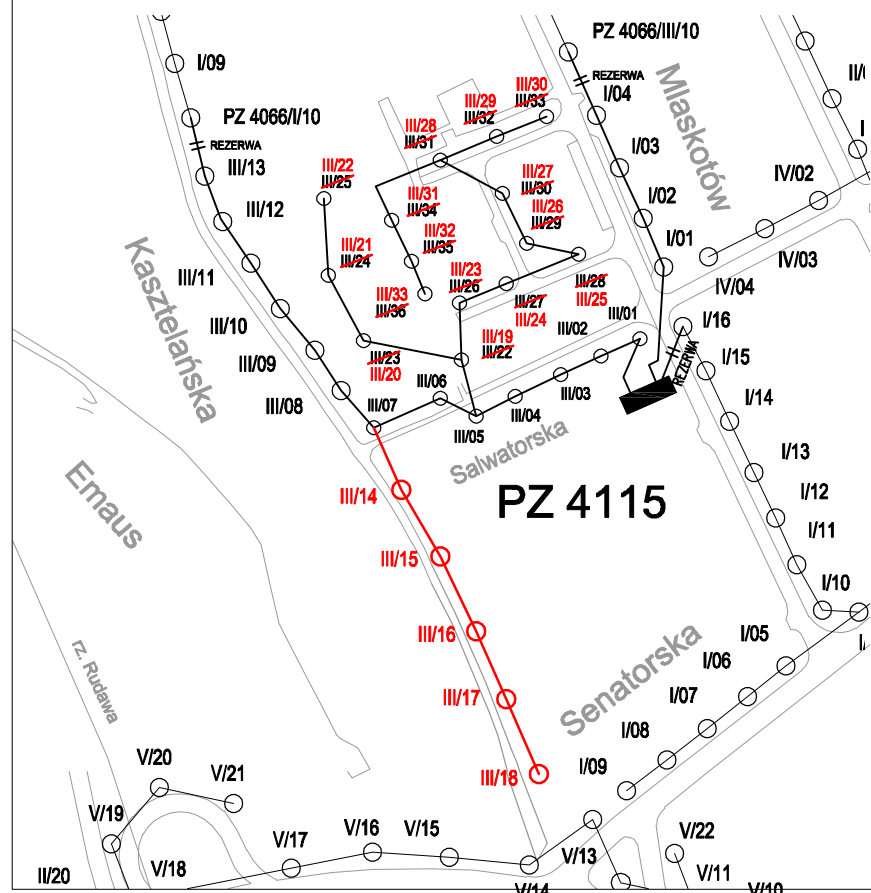 PZ 4066/III/10
I/09
REZERWA
III/30
III/33
III/29
III/32
I/04
PZ 4066/I/10
REZERWA
III/28
III/31
Mlaskotów
I/03
III/13
III/22
III/25
III/27
III/30
IV/02
III/12
III/31
III/34
III/26
III/29
I/02
Kasztelańska
III/21
III/24
III/32
III/35
I/01
IV/03
III/11
III/23
III/26
III/28
III/25
IV/04
III/33
III/36
III/27
III/24
III/10
III/02
III/01
I/16
III/19
III/22
III/09
III/23
III/20
REZERWA
I/15
III/08
III/06
III/03
III/07
III/04
III/05
I/14
Salwatorska
Emaus
III/14
PZ 4115
I/13
I/12
III/15
I/11
I/10
III/16
rz. Rudawa
Senatorska
I/05
I/06
III/17
I/07
I/08
III/18
I/09
V/20
V/21
V/19
V/17
V/16
V/15
V/22
II/20
V/18
V/13
V/11
V/14
V/10